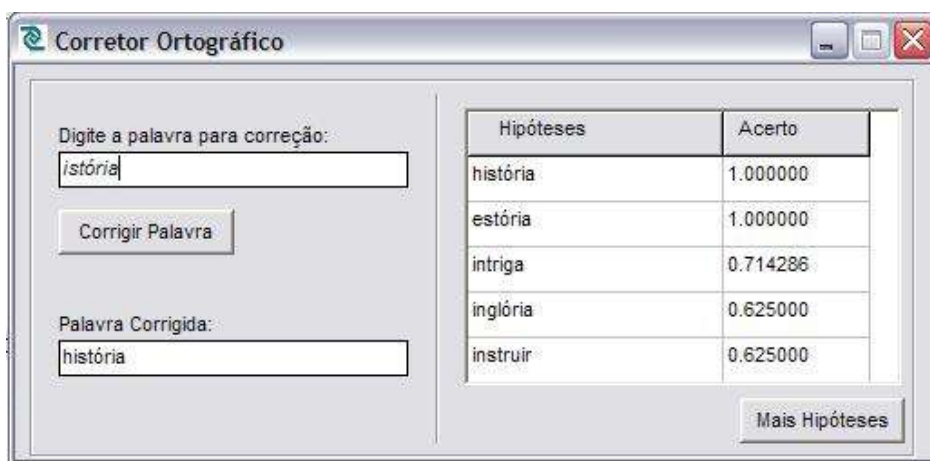 Corretor Ortográfico
Digite a palavra para correção:
istória
Corrigir Palavra
Palavra Corrigida:
história
Hipóteses Acerto
história 1.000000
estória 1.000000
intriga 0.714286
inglória 0.625000
instruir 0.625000
Mais Hipóteses